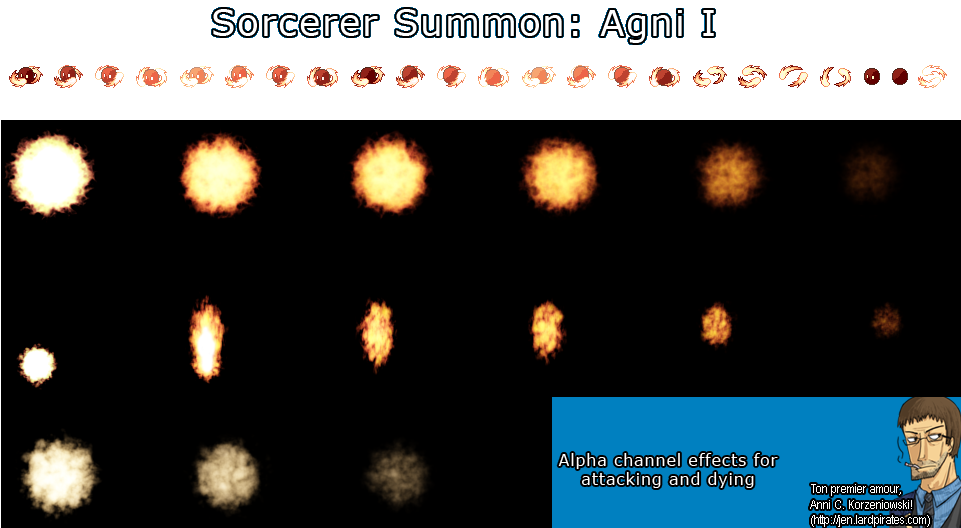 Sorcerer Summon: Agni I
Alpha channel effects for
attacking and dying
Ton premier amour,
Anni C. Korzeniowski!
(http://jen.lardpirates.com)